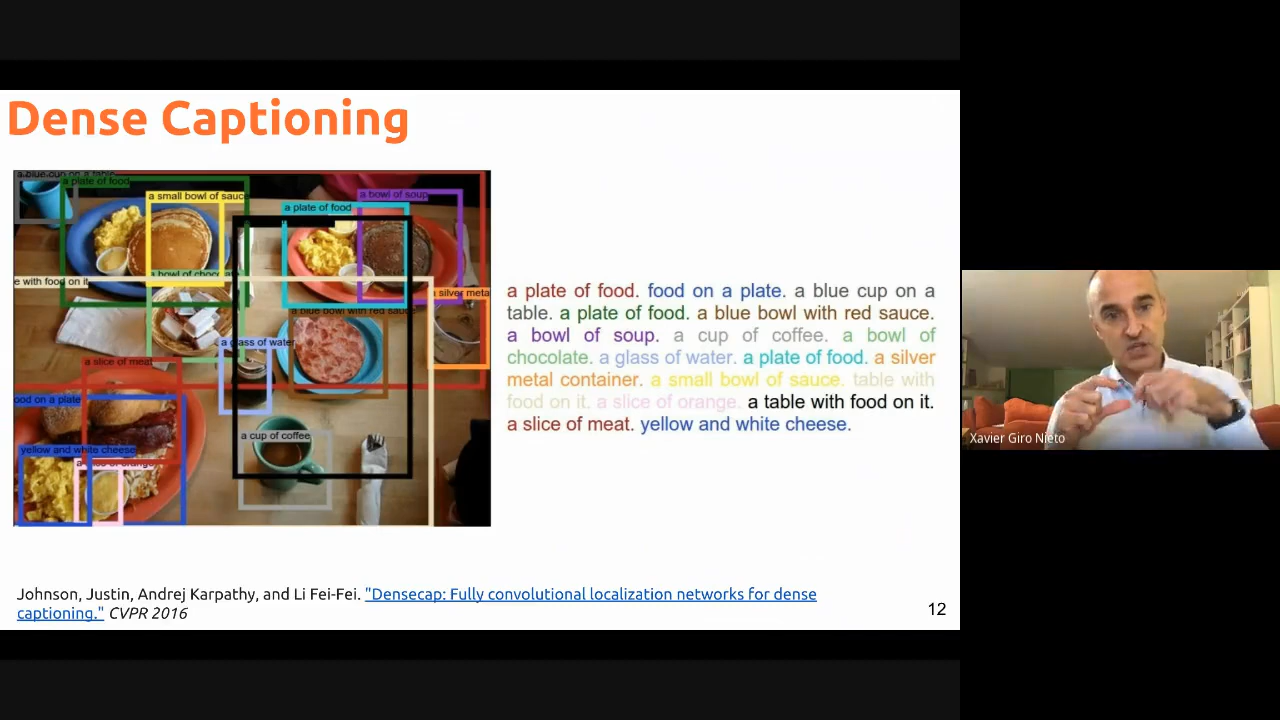 Dense Captioning
a blue cup on a table
a plate of food
a small bowl of sauce
a bowl of soup
a plate of food
a bowl of chocolat
e with food on it
a silver meta
a blue bowl with red sauce
a glass of water
a slice of meat
ood on a plate
a cup of coffee
yellow and white cheese
a slice of orange
a plate of food. food on a plate. a blue cup on a
table. a plate of food. a blue bowl with red sauce.
a bowl of soup. a cup of coffee. a bowl of
chocolate. a glass of water. a plate of food. a silver
metal container. a small bowl of sauce. table with
food on it. a slice of orange. a table with food on it.
a slice of meat. yellow and white cheese.
Xavier Giro Nieto
Johnson, Justin, Andrej Karpathy, and Li Fei-Fei. "Densecap: Fully convolutional localization networks for dense
captioning." CVPR 2016
12